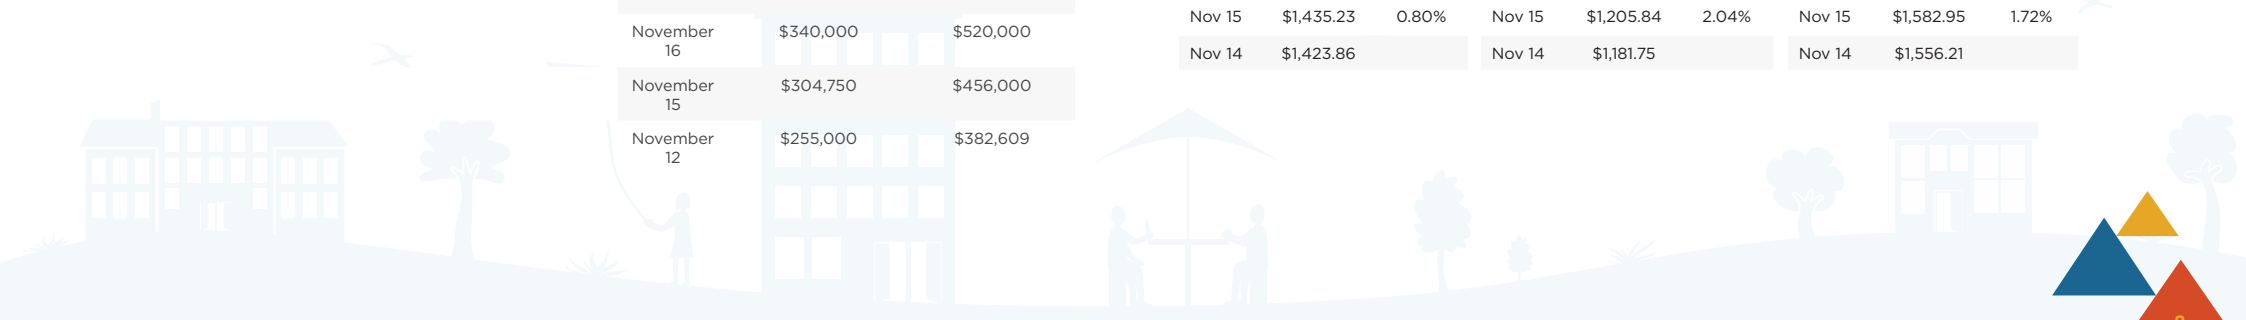 November $340,000 $520,000
16
November $304,750 $456,000
15
November $255,000 $382,609
12
Nov 15 $1,435.23 0.80% Nov 15 $1,205.84 2.04% Nov 15 $1,582.95 1.72%
Nov 14 $1,423.86 Nov 14 $1,181.75 Nov 14 $1,556.21